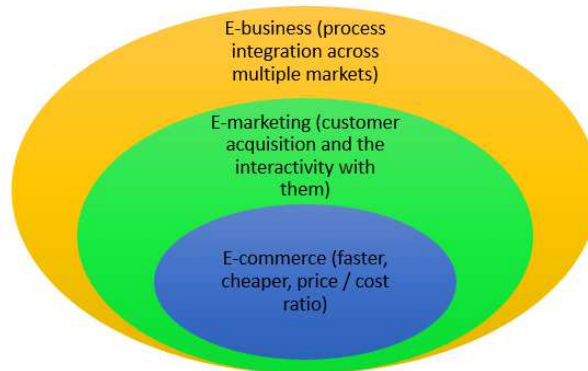 E-business (process
integration across
multiple markets)
E-marketing (customer
acquisition and the
interactivity with
them)
E-commerce (faster,
cheaper, price / cost
ratio)